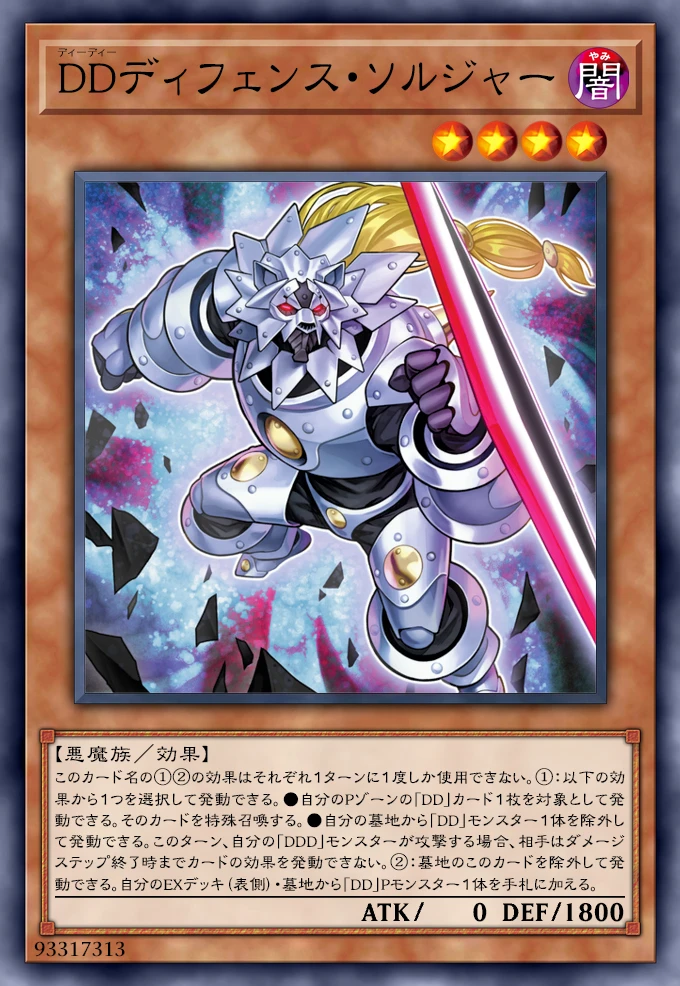 ディーディー
DDディフェンス・ソルジャー
やみ
闇
【悪魔族／効果】
このカード名の①②の効果はそれぞれ1ターンに1度しか使用できない。①：以下の効
果から1つを選択して発動できる。●自分のPゾーンの「DD」カード1枚を対象として発
動できる。そのカードを特殊召喚する。●自分の墓地から「DD」モンスター1体を除外し
て発動できる。このターン、自分の「DDD」モンスターが攻撃する場合、相手はダメージ
ステップ終了時までカードの効果を発動できない。②：墓地のこのカードを除外して発
動できる。自分のEXデッキ（表側）・墓地から「DD」Pモンスター1体を手札に加える。
ATK/ 0 DEF/1800
93317313